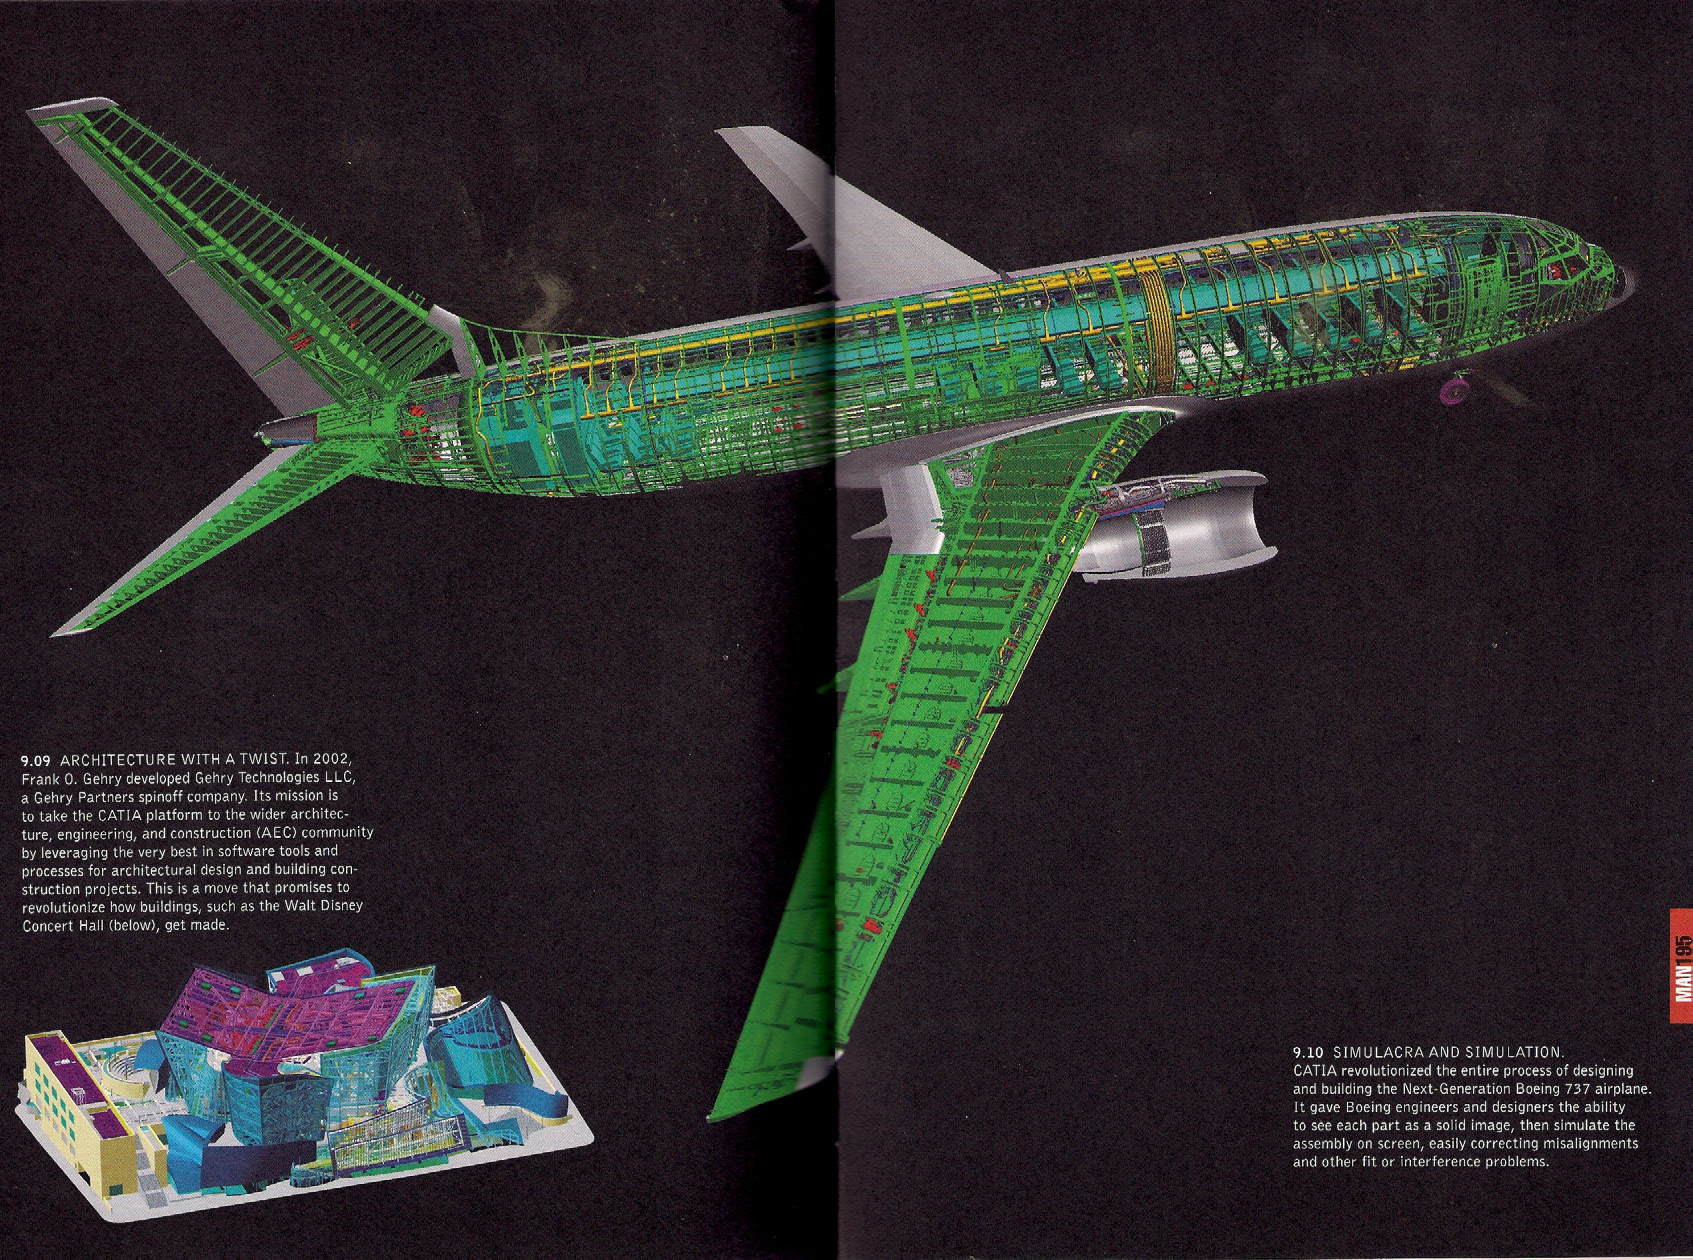 9.09 ARCHITECTURE WITH A TWIST. In 2002,
Frank O. Gehry developed Gehry Technologies LLC,
a Gehry Partners spinoff company. Its mission is
to take the CATIA platform to the wider architec-
ture, engineering, and construction (AEC) community
by leveraging the very best in software tools and
processes for architectural design and building con-
struction projects. This is a move that promises to
revolutionize how buildings, such as the Walt Disney
Concert Hall (below), get made.
MAN195
9.10 SIMULACRA AND SIMULATION.
CATIA revolutionized the entire process of designing
and building the Next-Generation Boeing 737 airplane.
It gave Boeing engineers and designers the ability
to see each part as a solid image, then simulate the
assembly on screen, easily correcting misalignments
and other fit or interference problems.